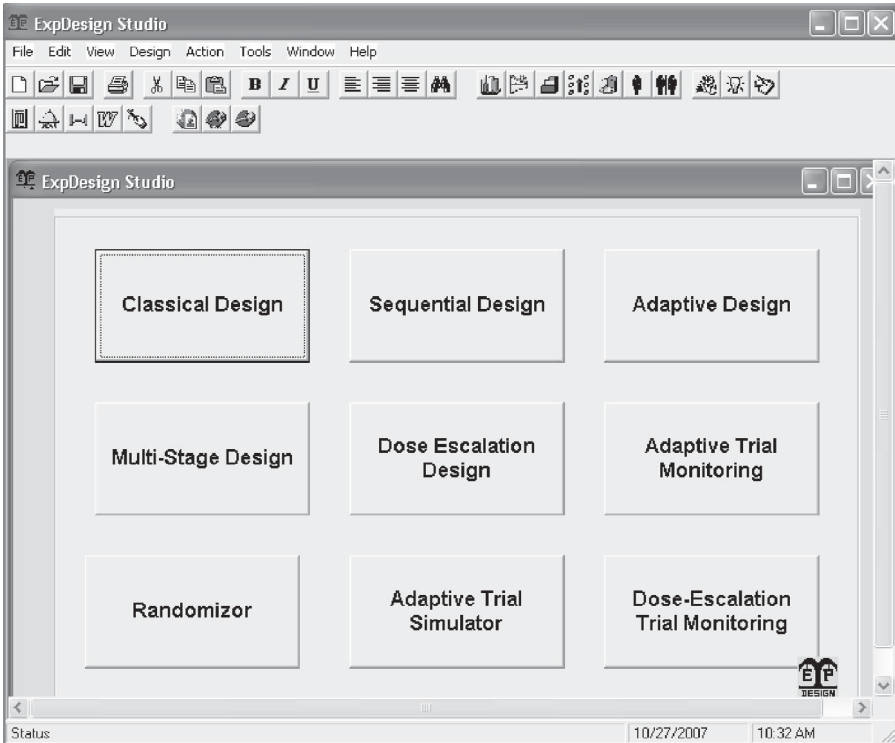 ExpDesign Studio
File Edit View Design Action Tools Window Help
B I U
ExpDesign Studio
Classical Design
Sequential Design
Adaptive Design
Multi-Stage Design
Dose Escalation
Design
Adaptive Trial
Monitoring
Randomizor
Adaptive Trial
Simulator
Dose-Escalation
Trial Monitoring
EP
DESIGN
Status
10/27/2007
10:32 AM